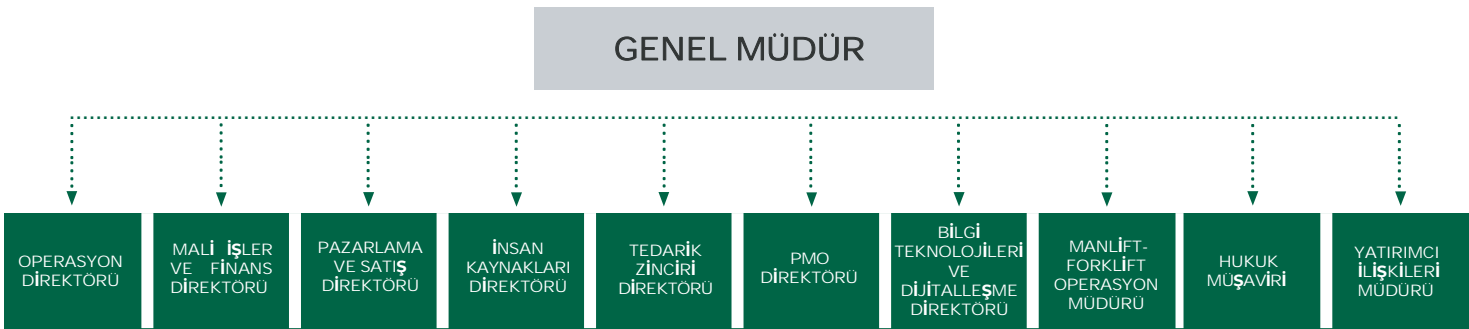 GENEL MÜDÜR
OPERASYON
DİREKTÖRÜ
MALİ İŞLER
VE FİNANS
DİREKTÖRÜ
PAZARLAMA
VE SATIŞ
DİREKTÖRÜ
İNSAN
KAYNAKLARI
DİREKTÖRÜ
TEDARİK
ZİNCİRİ
DİREKTÖRÜ
PMO
DİREKTÖRÜ
BİLGİ
TEKNOLOJİLERİ
VE
DİJİTALLEŞME
DİREKTÖRÜ
MANLİFT-
FORKLİFT
OPERASYON
MÜDÜRÜ
HUKUK
MÜŞAVİRİ
YATIRIMCI
İLİŞKİLERİ
MÜDÜRÜ